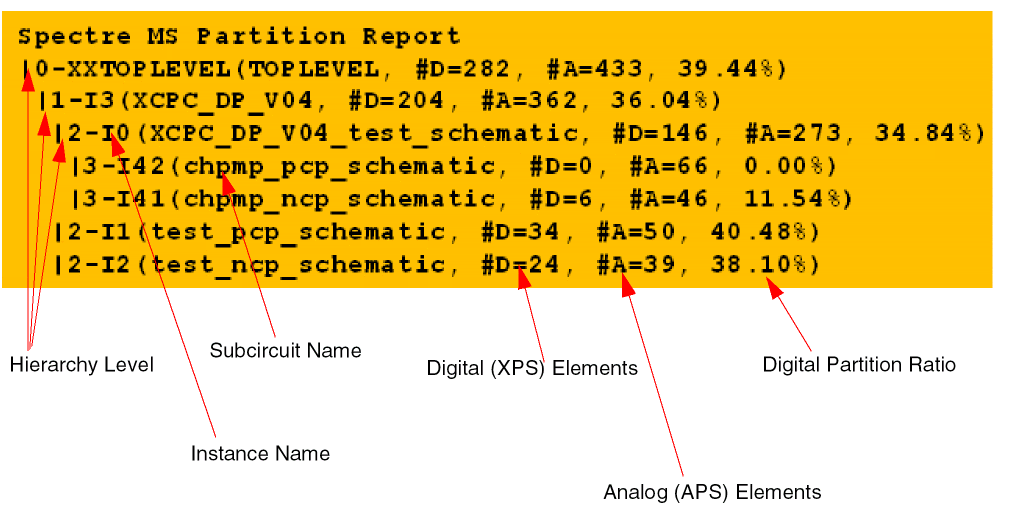 Spectre MS Partition Report
|0-XXTOPLEVEL(TOPLEVEL, #D=282, #A=433, 39.44%)
|1-I3(XCPC_DP_V04, #D=204, #A=362, 36.04%)
|2-I0(XCPC_DP_V04_test_schematic, #D=146, #A=273, 34.84%)
|3-I42(chpmp_pcp_schematic, #D=0, #A=66, 0.00%)
|3-I41(chpmp_ncp_schematic, #D=6, #A=46, 11.54%)
|2-I1(test_pcp_schematic, #D=34, #A=50, 40.48%)
|2-I2(test_ncp_schematic, #D=24, #A=39, 38.10%)
Hierarchy Level
Subcircuit Name
Digital (XPS) Elements
Digital Partition Ratio
Instance Name
Analog (APS) Elements